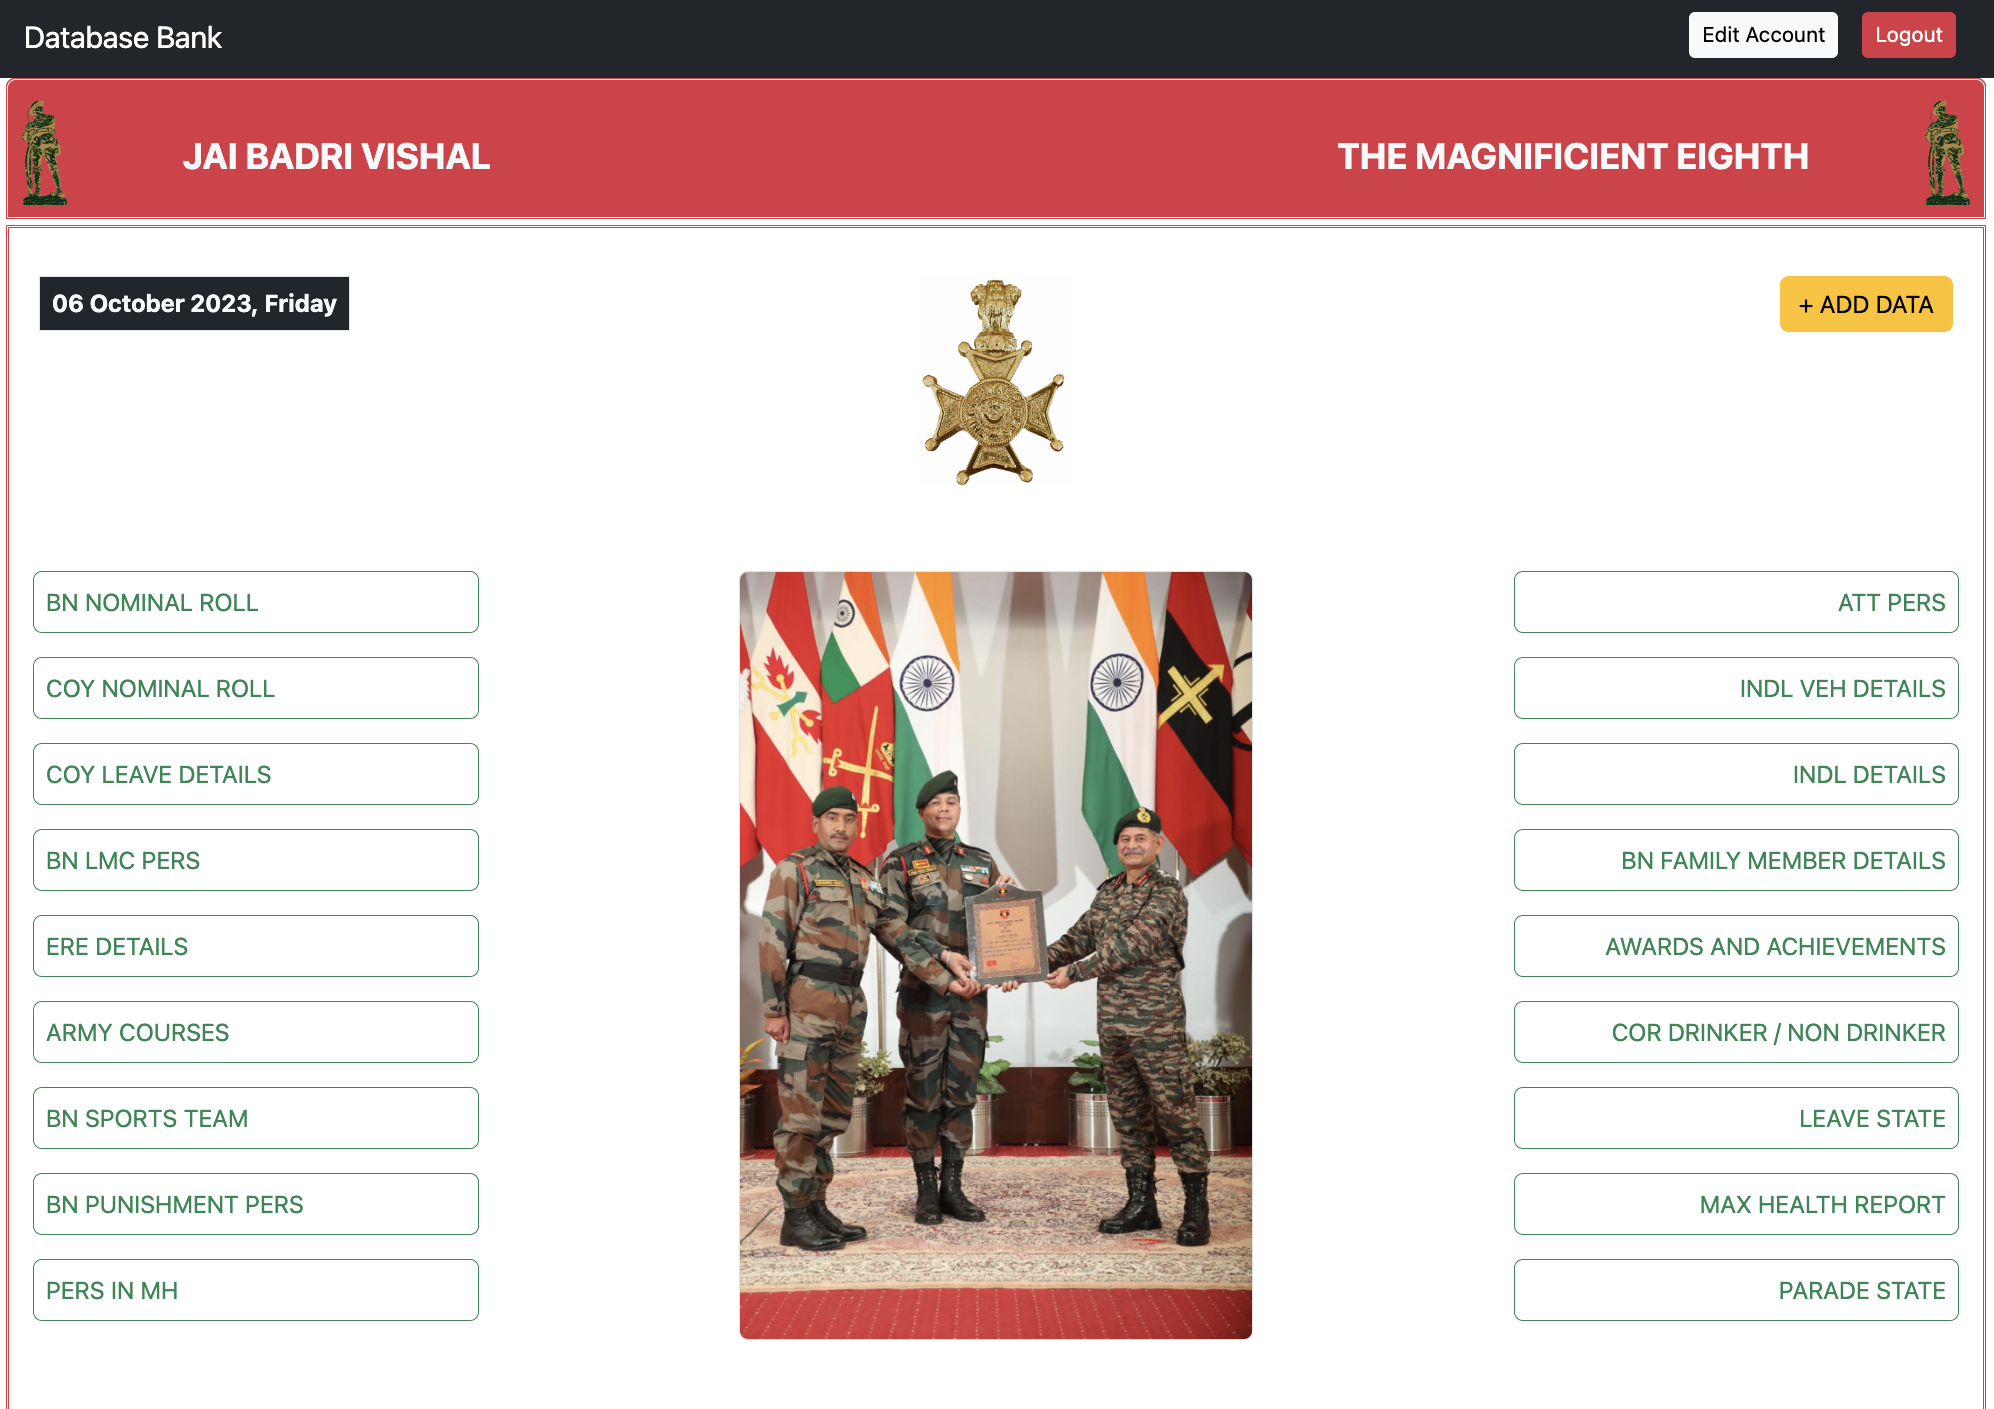 Database Bank
Edit Account
Logout
JAI BADRI VISHAL
THE MAGNIFICIENT EIGHTH
06 October 2023, Friday
+ ADD DATA
BN NOMINAL ROLL
COY NOMINAL ROLL
COY LEAVE DETAILS
BN LMC PERS
ERE DETAILS
ARMY COURSES
BN SPORTS TEAM
BN PUNISHMENT PERS
PERS IN MH
ATT PERS
INDL VEH DETAILS
INDL DETAILS
BN FAMILY MEMBER DETAILS
AWARDS AND ACHIEVEMENTS
COR DRINKER / NON DRINKER
LEAVE STATE
MAX HEALTH REPORT
PARADE STATE